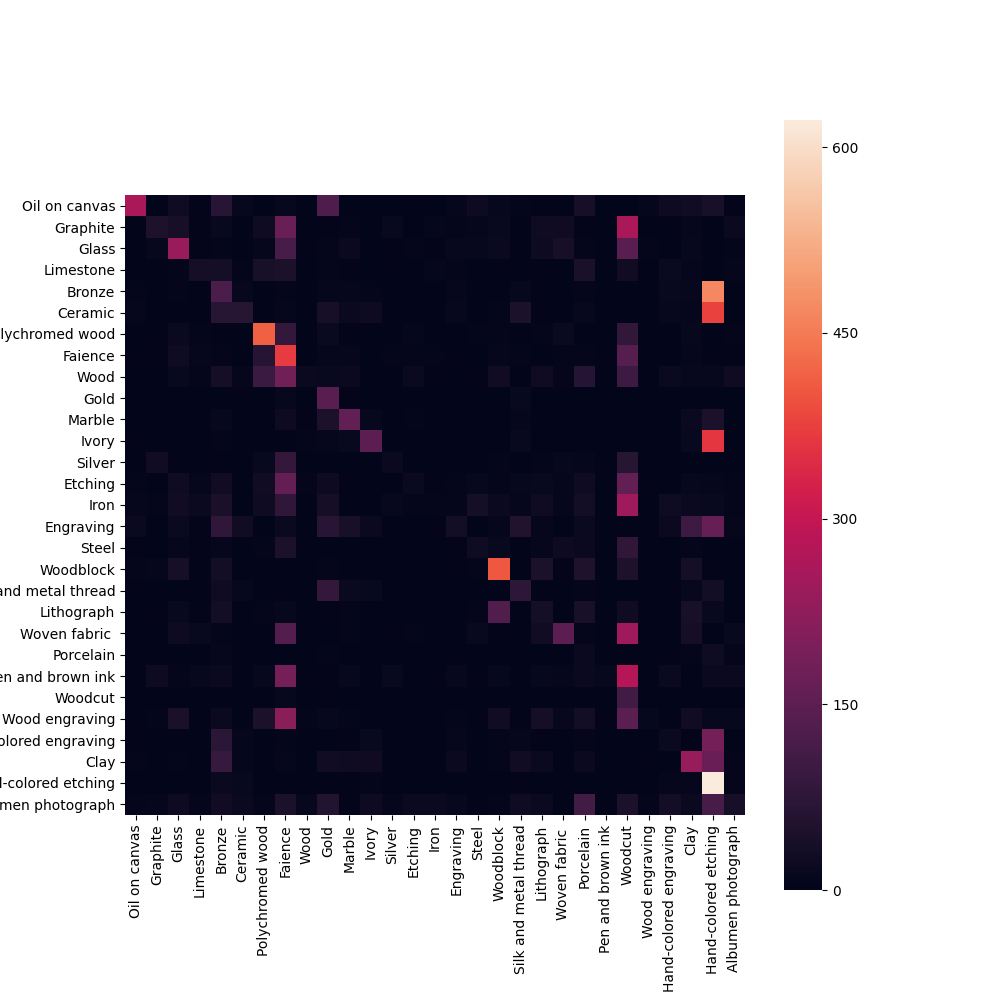 Oil on canvas
Graphite
Glass
Limestone
Bronze
Ceramic
lychromed wood
Faience
Wood
Gold
Marble
Ivory
Silver
Etching
Iron
Engraving
Steel
Woodblock
and metal thread
Lithograph
Woven fabric
Porcelain
en and brown ink
Woodcut
Wood engraving
colored engraving
Clay
l-colored etching
men photograph
Oil on canvas
Graphite
Glass
Limestone
Bronze
Ceramic
Polychromed wood
Faience
Wood
Gold
Marble
Ivory
Silver
Etching
Iron
Engraving
Steel
Woodblock
Silk and metal thread
Lithograph
Woven fabric
Porcelain
Pen and brown ink
Woodcut
Wood engraving
Hand-colored engraving
Clay
Hand-colored etching
Albumen photograph
600
450
300
150
0